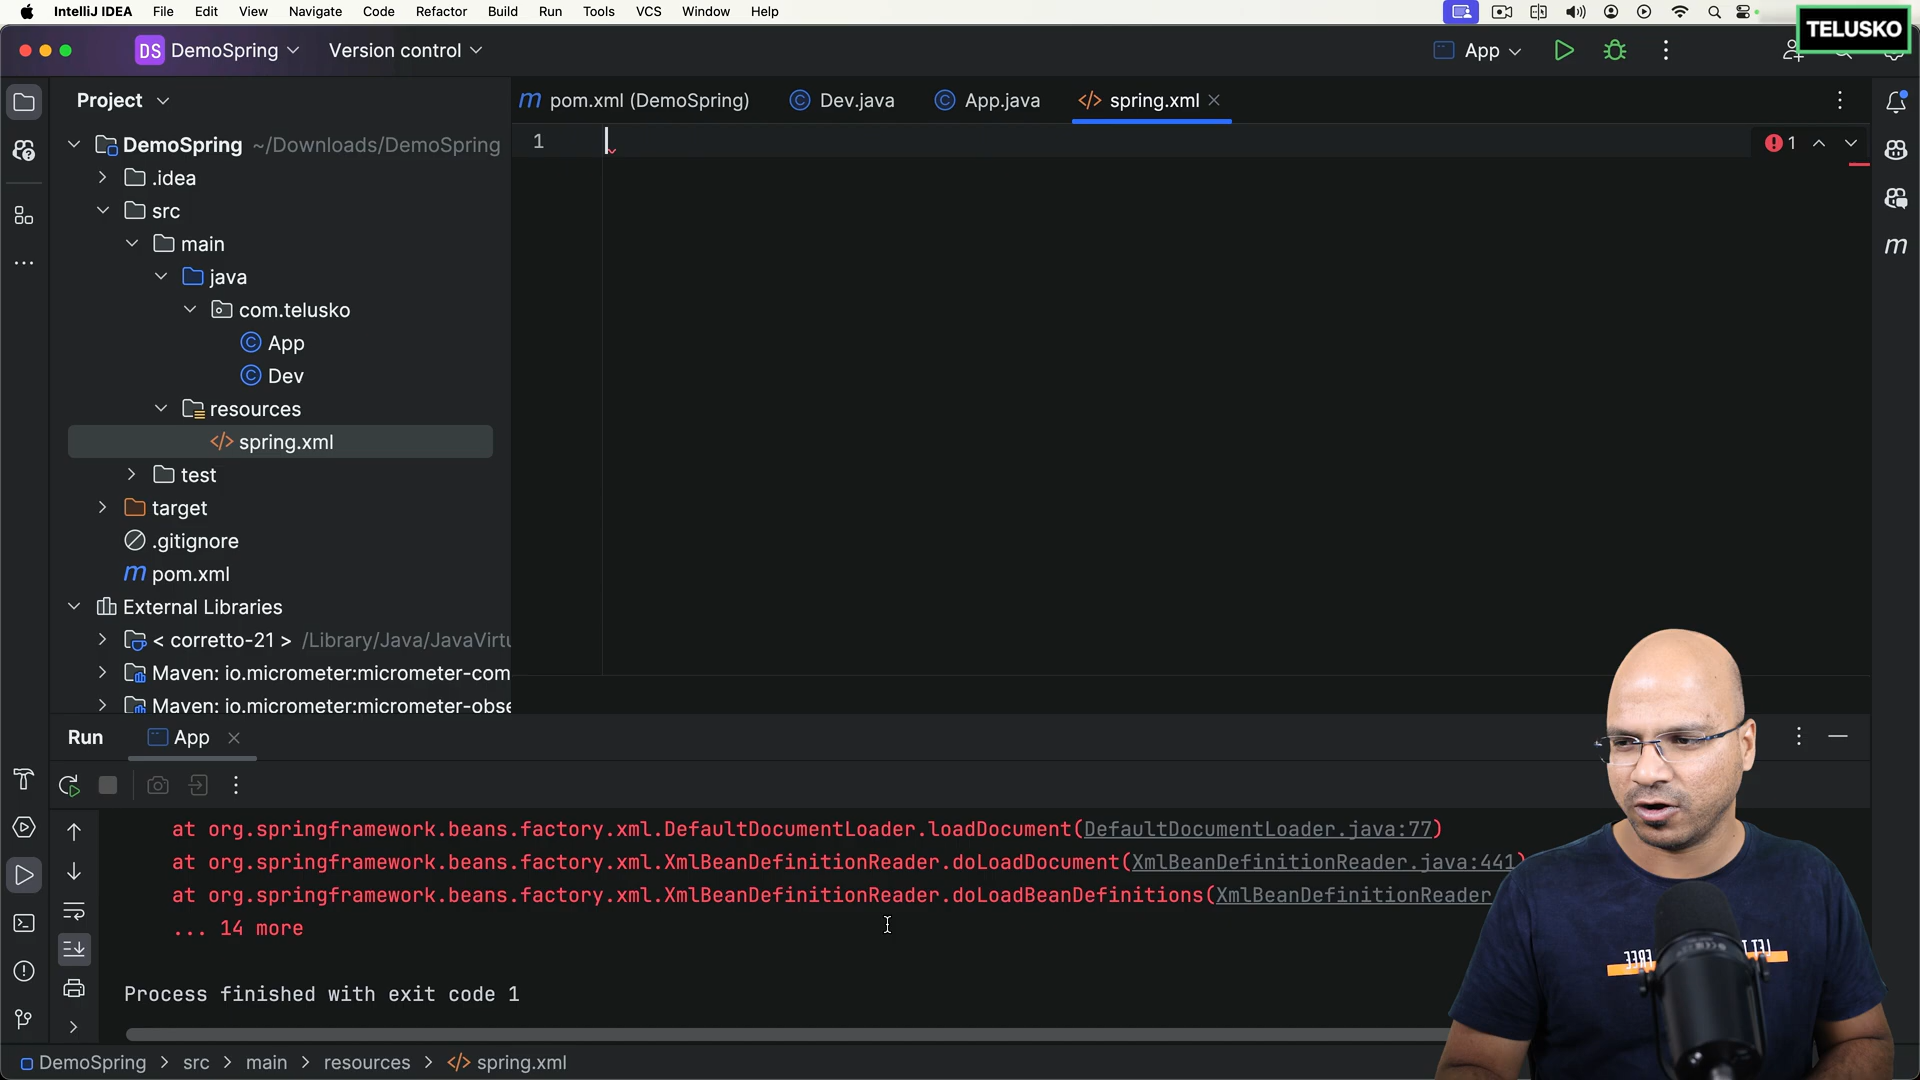 IntelliJ IDEA File Edit View Navigate Code Refactor Build Run Tools VCS Window Help
TELUSKO
DS DemoSpring Version control App
Project
pom.xml (DemoSpring) Dev.java App.java spring.xml
1
1
DemoSpring ~/Downloads/DemoSpring
.idea
src
main
java
com.telusko
App
Dev
resources
spring.xml
test
target
.gitignore
pom.xml
External Libraries
< corretto-21 > /Library/Java/JavaVirtu
Maven: io.micrometer:micrometer-com
Maven: io.micrometer:micrometer-obse
Run App
at org.springframework.beans.factory.xml.DefaultDocumentLoader.loadDocument(DefaultDocumentLoader.java:77)
at org.springframework.beans.factory.xml.XmlBeanDefinitionReader.doLoadDocument(XmlBeanDefinitionReader.java:441)
at org.springframework.beans.factory.xml.XmlBeanDefinitionReader.doLoadBeanDefinitions(XmlBeanDefinitionReader.
... 14 more
Process finished with exit code 1
DemoSpring > src > main > resources > spring.xml